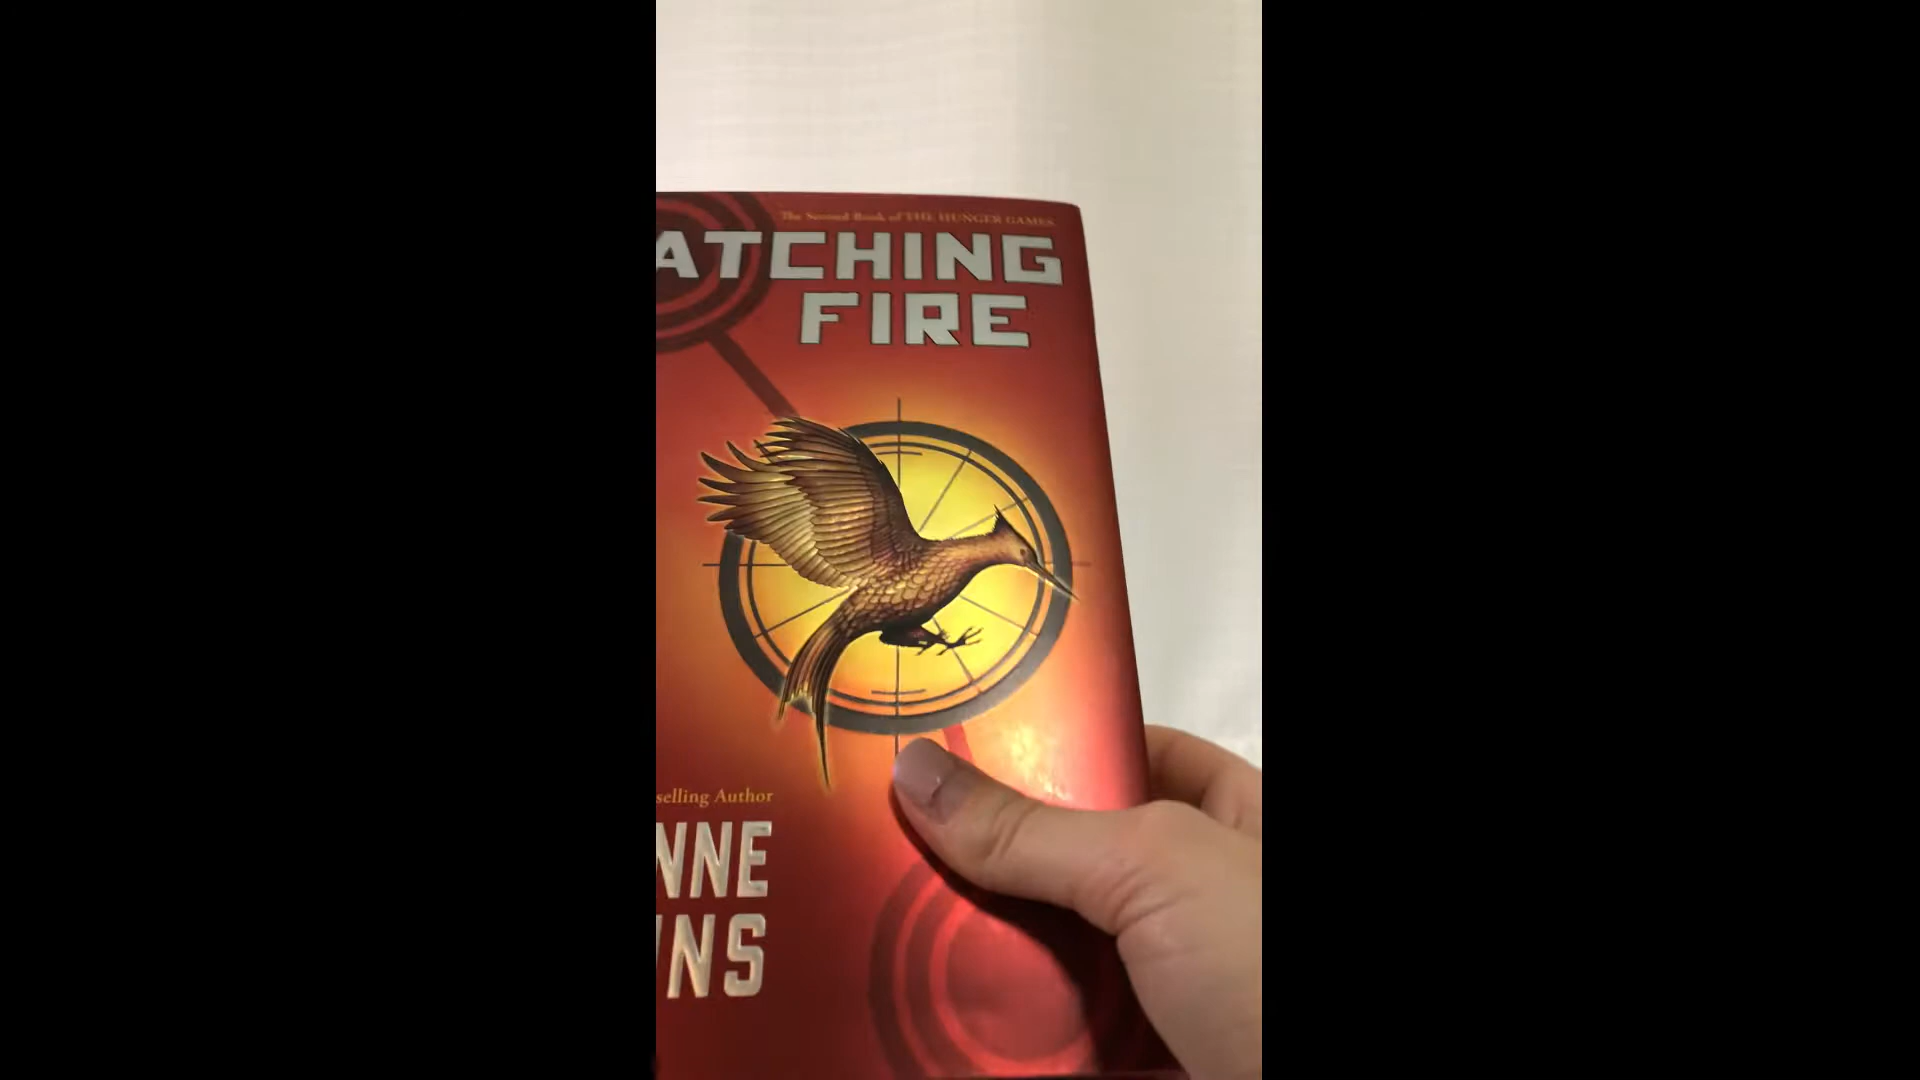 The Second Book of THE HUNGER GAMES
ATCHING
FIRE
selling Author
NNE
INS